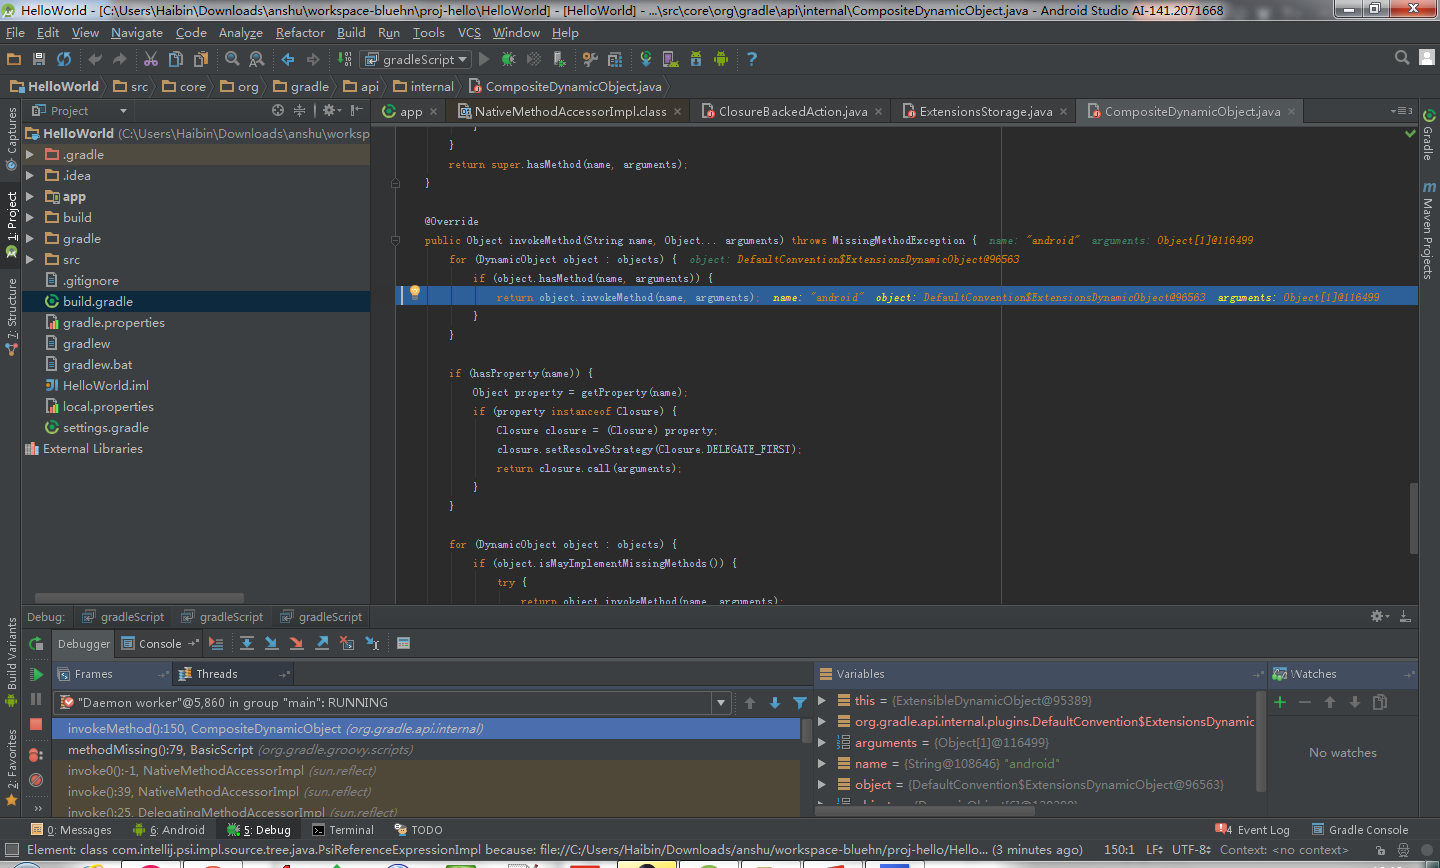 HelloWorld - [C:\Users\Haibin\Downloads\anshu\workspace-bluehn\proj-hello\HelloWorld] - [HelloWorld] - ...\src\core\org\gradle\api\internal\CompositeDynamicObject.java - Android Studio AI-141.2071668
File Edit View Navigate Code Analyze Refactor Build Run Tools VCS Window Help
gradleScript
HelloWorld src core org gradle api internal CompositeDynamicObject.java
Project
app NativeMethodAccessorImpl.class ClosureBackedAction.java ExtensionsStorage.java CompositeDynamicObject.java
3
Captures
1: Project
7: Structure
Build Variants
2: Favorites
HelloWorld (C:\Users\Haibin\Downloads\anshu\worksp
.gradle
.idea
app
build
gradle
src
.gitignore
build.gradle
gradle.properties
gradlew
gradlew.bat
HelloWorld.iml
local.properties
settings.gradle
External Libraries
}
}
return super.hasMethod(name, arguments);
}
@Override
public Object invokeMethod(String name, Object... arguments) throws MissingMethodException { name: "android" arguments: Object[1]@116499
for (DynamicObject object : objects) { object: DefaultConvention$ExtensionsDynamicObject@96563
if (object.hasMethod(name, arguments)) {
return object.invokeMethod(name, arguments); name: "android" object: DefaultConvention$ExtensionsDynamicObject@96563 arguments: Object[1]@116499
}
}
if (hasProperty(name)) {
Object property = getProperty(name);
if (property instanceof Closure) {
Closure closure = (Closure) property;
closure.setResolveStrategy(Closure.DELEGATE_FIRST);
return closure.call(arguments);
}
}
for (DynamicObject object : objects) {
if (object.isMayImplementMissingMethods()) {
try {
return object.invokeMethod(name, arguments);
Gradle
m
Maven Projects
Debug: gradleScript gradleScript gradleScript
Debugger Console
Frames Threads
"Daemon worker"@5,860 in group "main": RUNNING
invokeMethod():150, CompositeDynamicObject (org.gradle.api.internal)
methodMissing():79, BasicScript (org.gradle.groovy.scripts)
invoke0():-1, NativeMethodAccessorImpl (sun.reflect)
invoke():39, NativeMethodAccessorImpl (sun.reflect)
invoke():25, DelegatingMethodAccessorImpl (sun.reflect)
Variables
this = {ExtensibleDynamicObject@95389}
org.gradle.api.internal.plugins.DefaultConvention$ExtensionsDynamic
arguments = {Object[1]@116499}
name = {String@108646} "android"
object = {DefaultConvention$ExtensionsDynamicObject@96563}
Watches
No watches
0: Messages 6: Android 5: Debug Terminal TODO 4 Event Log Gradle Console
Element: class com.intellij.psi.impl.source.tree.java.PsiReferenceExpressionImpl because: file://C:/Users/Haibin/Downloads/anshu/workspace-bluehn/proj-hello/Hello... (3 minutes ago) 150:1 LF UTF-8 Context: <no context>